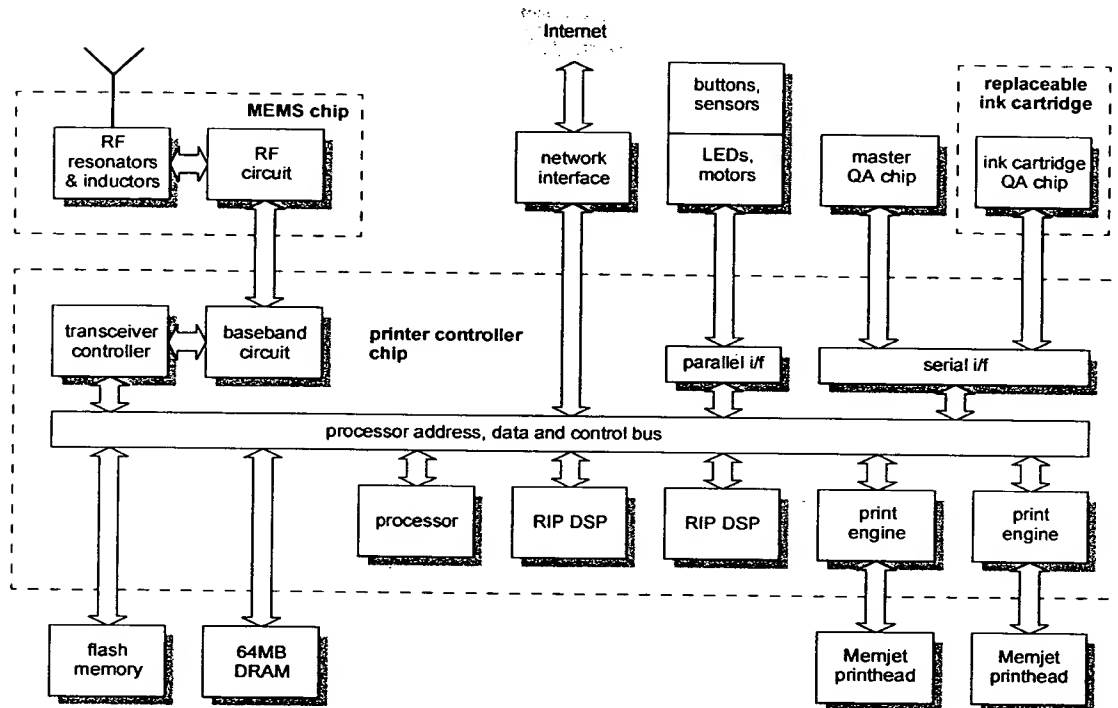 Internet
MEMS chip
RF
resonators
& inductors
RF
circuit
network
interface
buttons,
sensors
LEDs,
motors
master
QA chip
replaceable
ink cartridge
ink cartridge
QA chip
transceiver
controller
baseband
circuit
printer controller
chip
parallel i/f
serial i/f
processor address, data and control bus
processor
RIP DSP
RIP DSP
print
engine
print
engine
flash
memory
64MB
DRAM
Memjet
printhead
Memjet
printhead